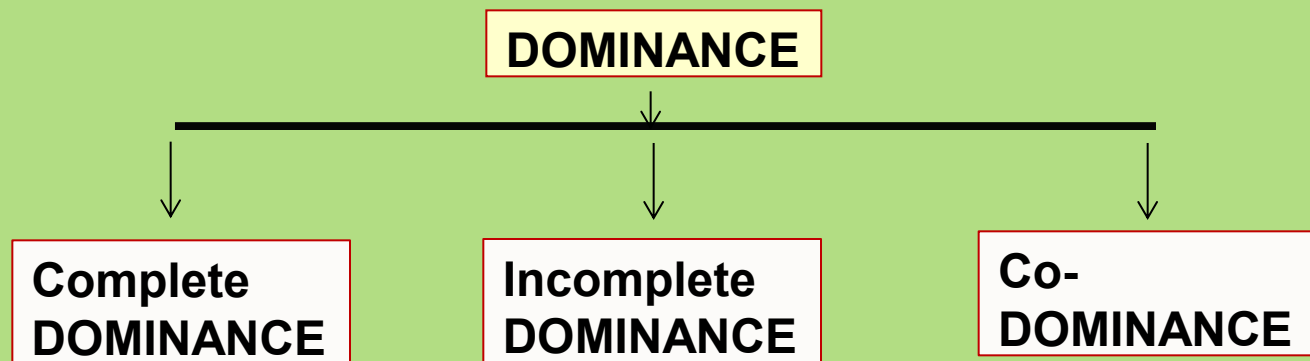 DOMINANCE
Complete
DOMINANCE
Incomplete
DOMINANCE
Co-
DOMINANCE